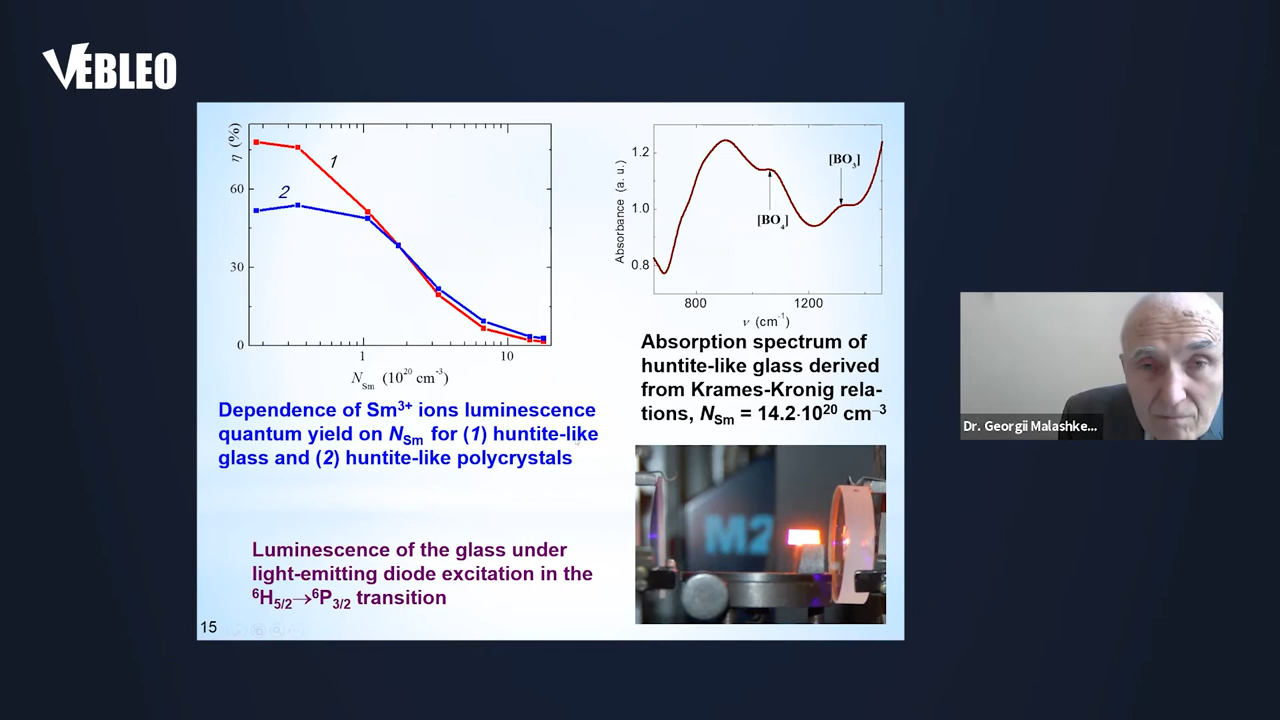 VEBLEO
η (%)
60
30
0
1
2
1
10
N_Sm (10^20 cm^-3)
Dependence of Sm³⁺ ions luminescence
quantum yield on N_Sm for (1) huntite-like
glass and (2) huntite-like polycrystals
Luminescence of the glass under
light-emitting diode excitation in the
⁶H₅/₂→⁶P₃/₂ transition
15
Absorbance (a. u.)
1.2
1.0
0.8
[BO₄]
[BO₃]
800
1200
ν (cm⁻¹)
Absorption spectrum of
huntite-like glass derived
from Krames-Kronig rela-
tions, N_Sm = 14.2·10²⁰ cm⁻³
M2
Dr. Georgii Malashke...